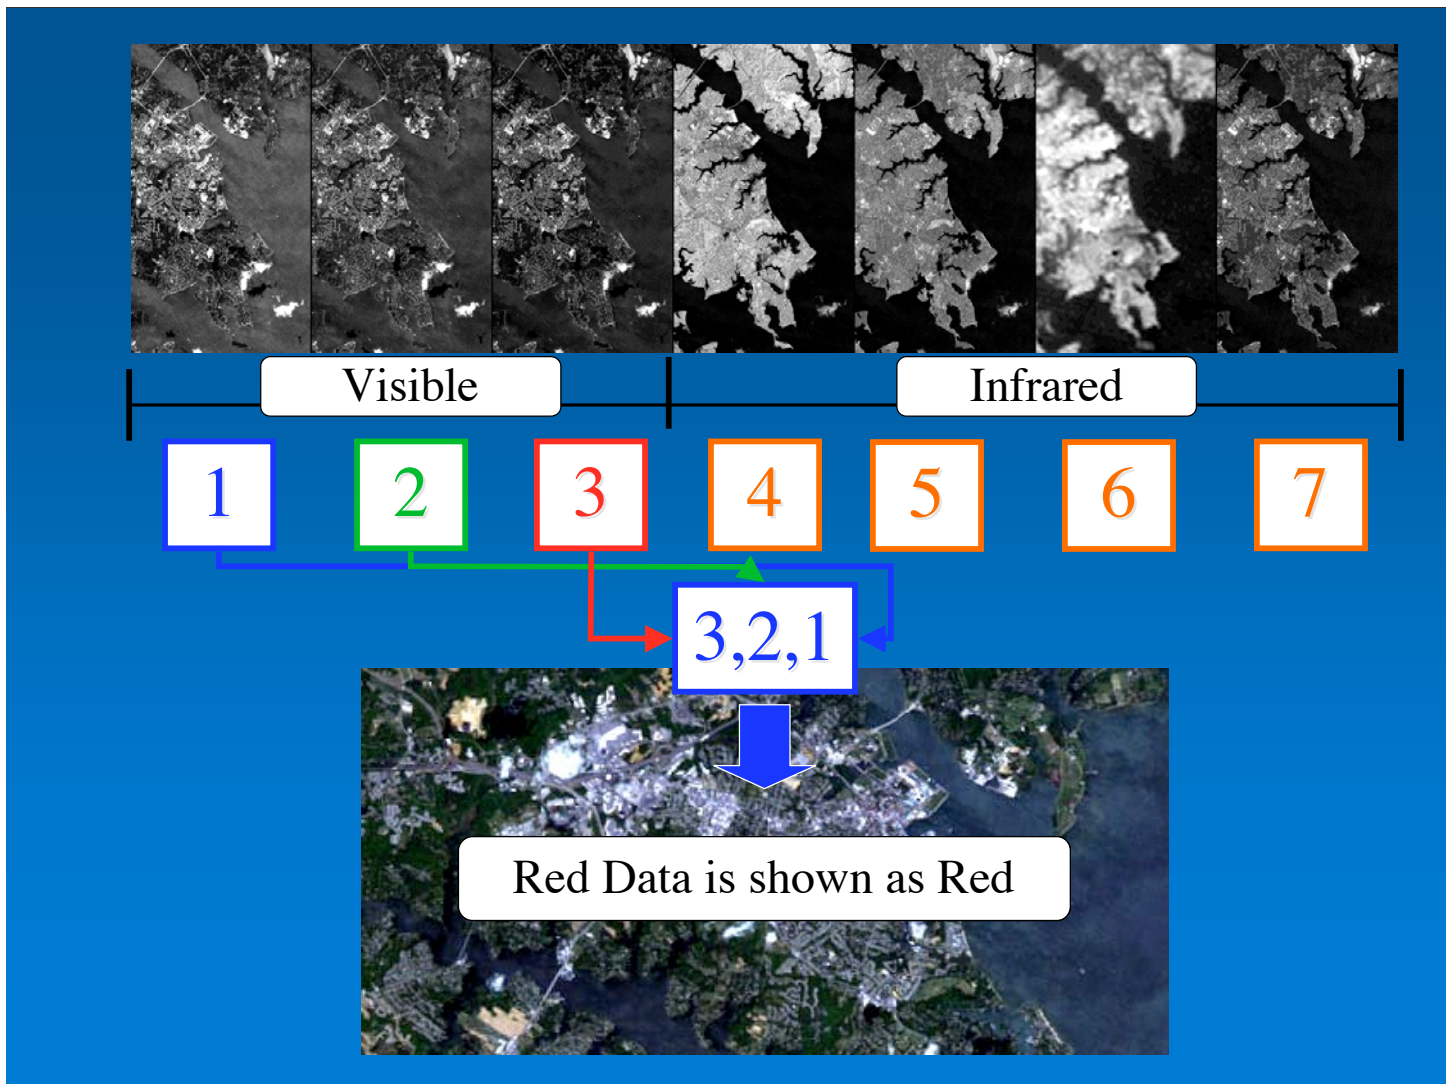 Visible
Infrared
1 2 3 4 5 6 7
3,2,1
Red Data is shown as Red